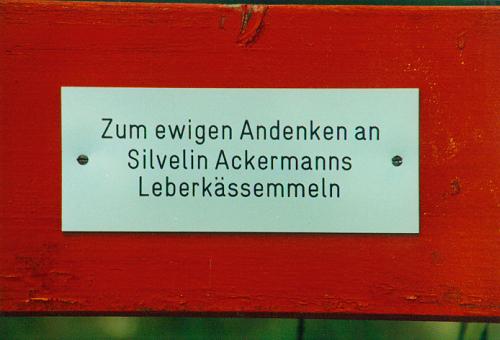 Zum ewigen Andenken an
Silvelin Ackermanns
Leberkässemmeln